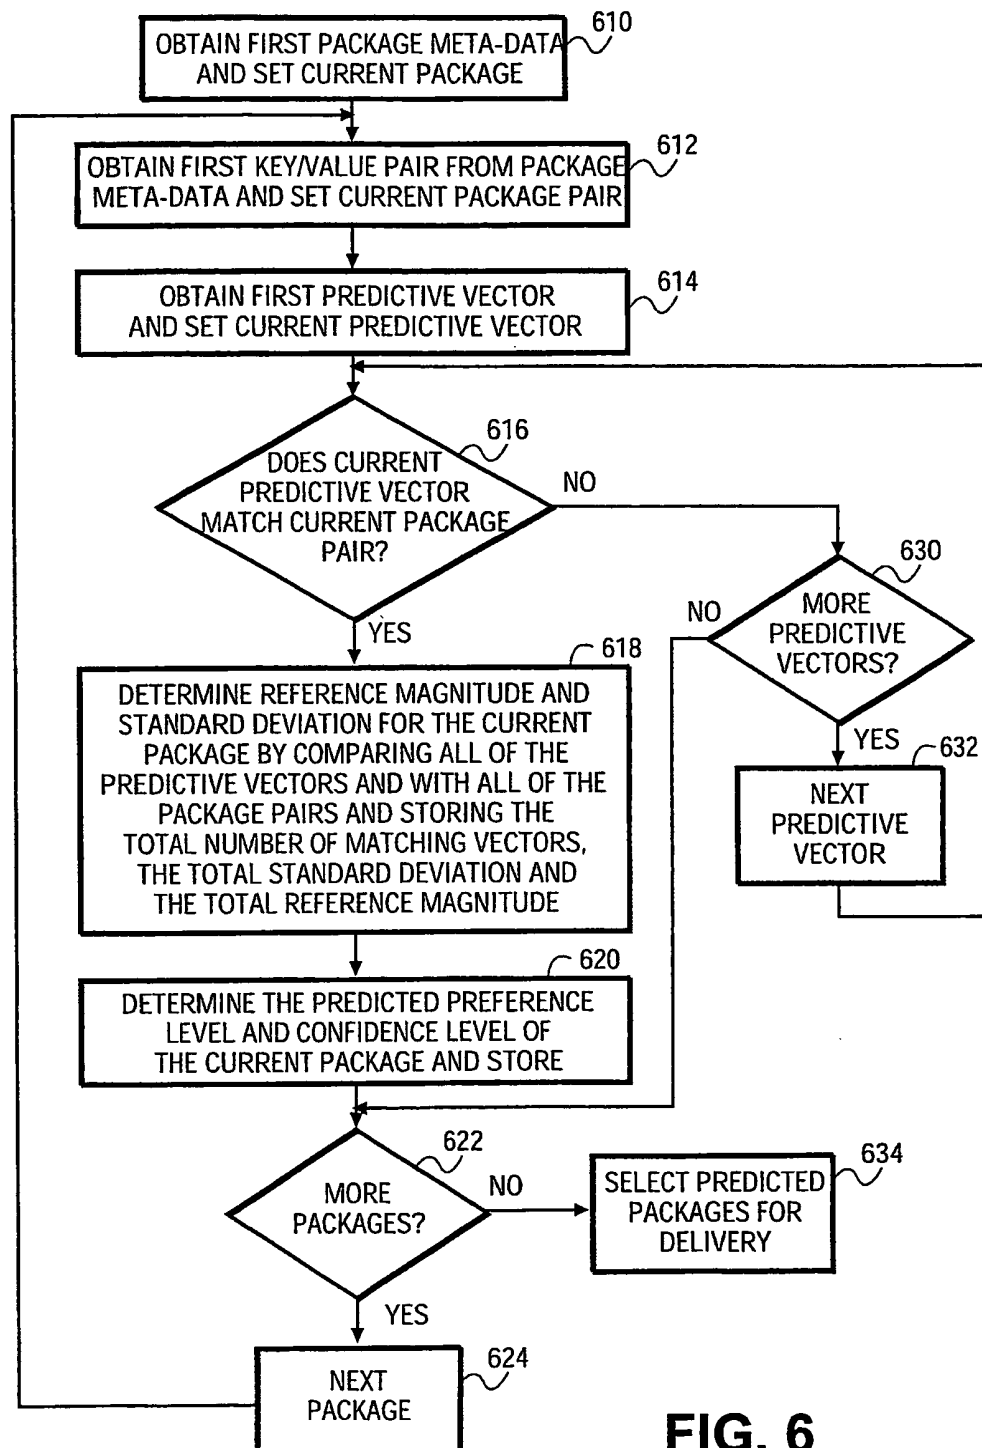 610
OBTAIN FIRST PACKAGE META-DATA
AND SET CURRENT PACKAGE
612
OBTAIN FIRST KEY/VALUE PAIR FROM PACKAGE
META-DATA AND SET CURRENT PACKAGE PAIR
614
OBTAIN FIRST PREDICTIVE VECTOR
AND SET CURRENT PREDICTIVE VECTOR
616
DOES CURRENT
PREDICTIVE VECTOR
MATCH CURRENT PACKAGE
PAIR?
NO
YES
630
MORE
PREDICTIVE
VECTORS?
NO
YES
632
NEXT
PREDICTIVE
VECTOR
618
DETERMINE REFERENCE MAGNITUDE AND
STANDARD DEVIATION FOR THE CURRENT
PACKAGE BY COMPARING ALL OF THE
PREDICTIVE VECTORS AND WITH ALL OF THE
PACKAGE PAIRS AND STORING THE
TOTAL NUMBER OF MATCHING VECTORS,
THE TOTAL STANDARD DEVIATION AND
THE TOTAL REFERENCE MAGNITUDE
620
DETERMINE THE PREDICTED PREFERENCE
LEVEL AND CONFIDENCE LEVEL OF
THE CURRENT PACKAGE AND STORE
622
MORE
PACKAGES?
NO
YES
634
SELECT PREDICTED
PACKAGES FOR
DELIVERY
624
NEXT
PACKAGE
FIG. 6